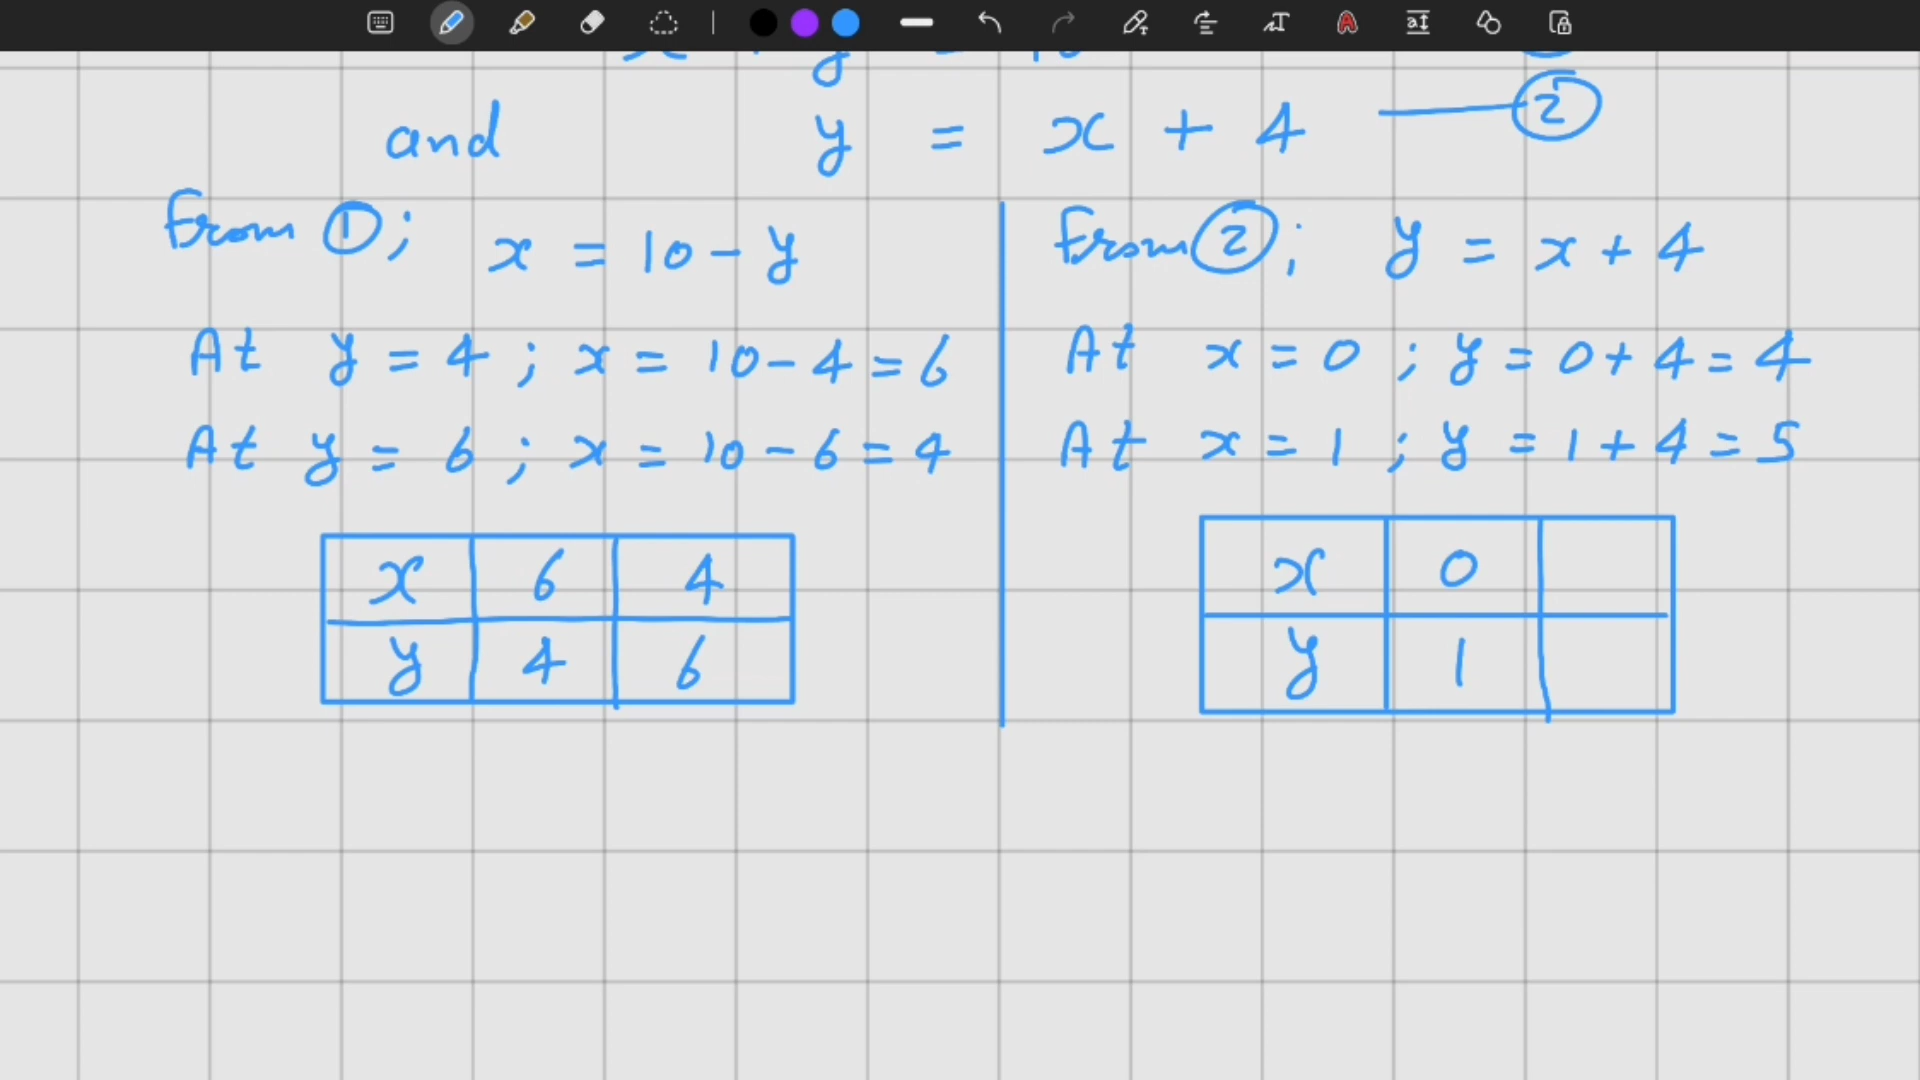 x + y = 10
and y = x + 4 — ②
From ①; x = 10 - y
At y = 4 ; x = 10 - 4 = 6
At y = 6 ; x = 10 - 6 = 4
x 6 4
y 4 6
From ②; y = x + 4
At x = 0 ; y = 0 + 4 = 4
At x = 1 ; y = 1 + 4 = 5
x 0
y 1